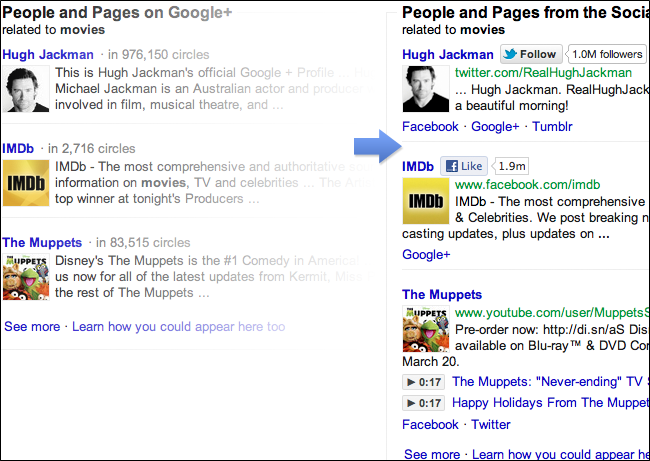 People and Pages on Google+
related to movies
Hugh Jackman · in 976,150 circles
This is Hugh Jackman's official Google + Profile...
Michael Jackman is an Australian actor and producer
involved in film, musical theatre, and ...
IMDb · in 2,716 circles
IMDb
IMDb - The most comprehensive and authoritative
information on movies, TV and celebrities ... The
top winner at tonight's Producers ...
The Muppets · in 83,515 circles
Disney's The Muppets is the #1 Comedy in America!
us now for all of the latest updates from Kermit, Miss
the rest of The Muppets ...
MUPPETS
See more · Learn how you could appear here too
People and Pages from the Socia
related to movies
Hugh Jackman Follow 1.0M followers
twitter.com/RealHughJackman
... Hugh Jackman. RealHughJack
a beautiful morning!
Facebook · Google+ · Tumblr
IMDb Like 1.9m
IMDb
www.facebook.com/imdb
IMDb - The most comprehensive
& Celebrities. We post breaking n
casting updates, plus updates on ...
Google+
The Muppets
MUPPETS
www.youtube.com/user/MuppetsS
Pre-order now: http://di.sn/aS Dis
available on Blu-ray™ & DVD Con
March 20.
0:17 The Muppets: "Never-ending" TV S
0:17 Happy Holidays From The Muppet
Facebook · Twitter
See more · Learn how you could appear here